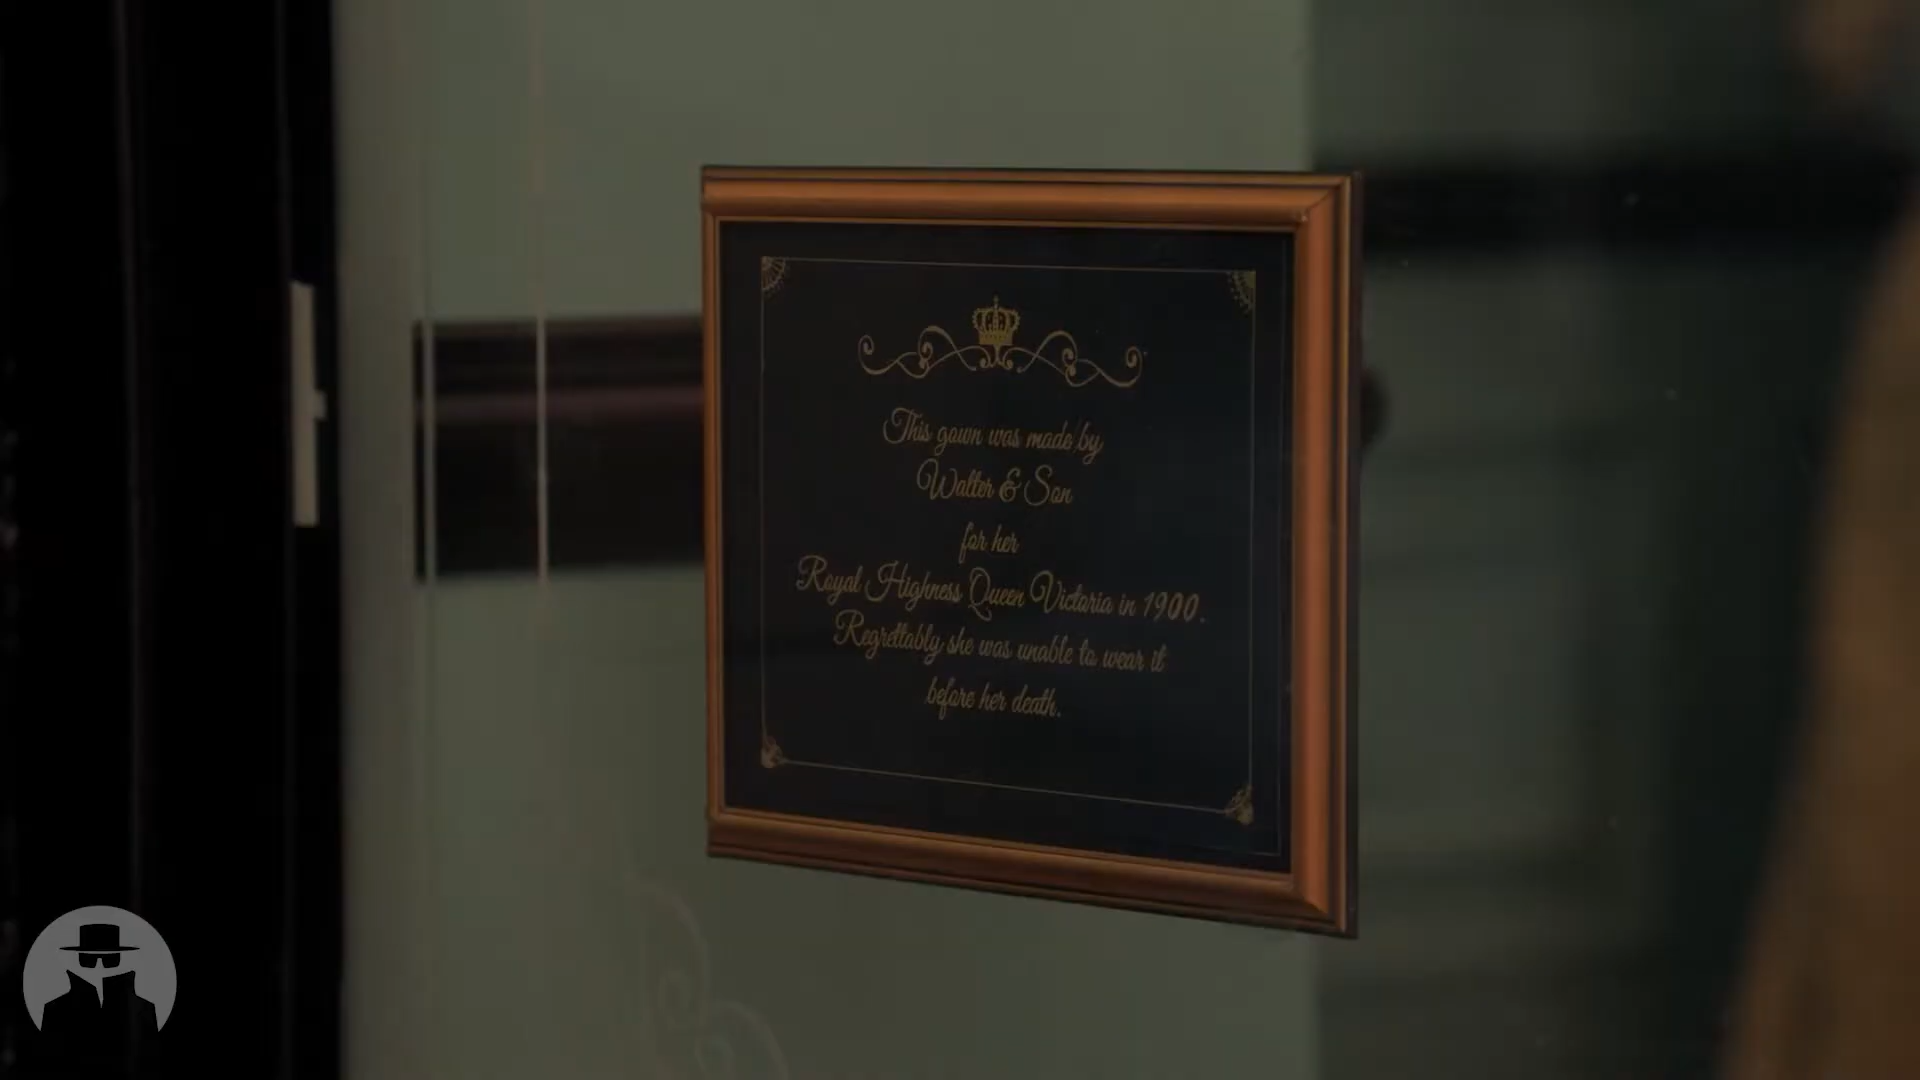 This gown was made by
Walter & Son
for her
Royal Highness Queen Victoria in 1900.
Regrettably she was unable to wear it
before her death.